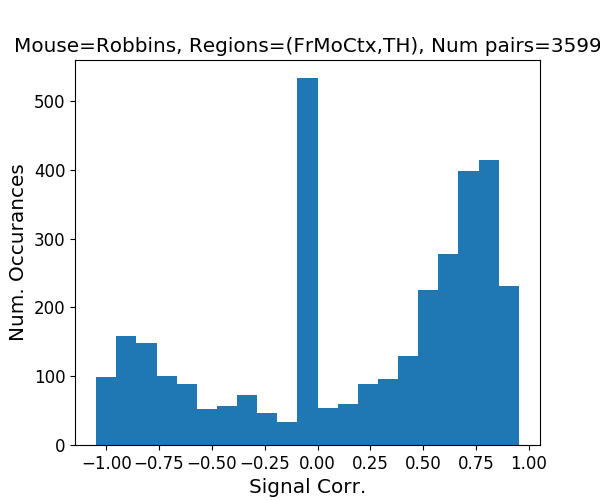 Mouse=Robbins, Regions=(FrMoCtx,TH), Num pairs=3599
500
400
300
200
100
0
Num. Occurances
−1.00 −0.75 −0.50 −0.25 0.00 0.25 0.50 0.75 1.00
Signal Corr.